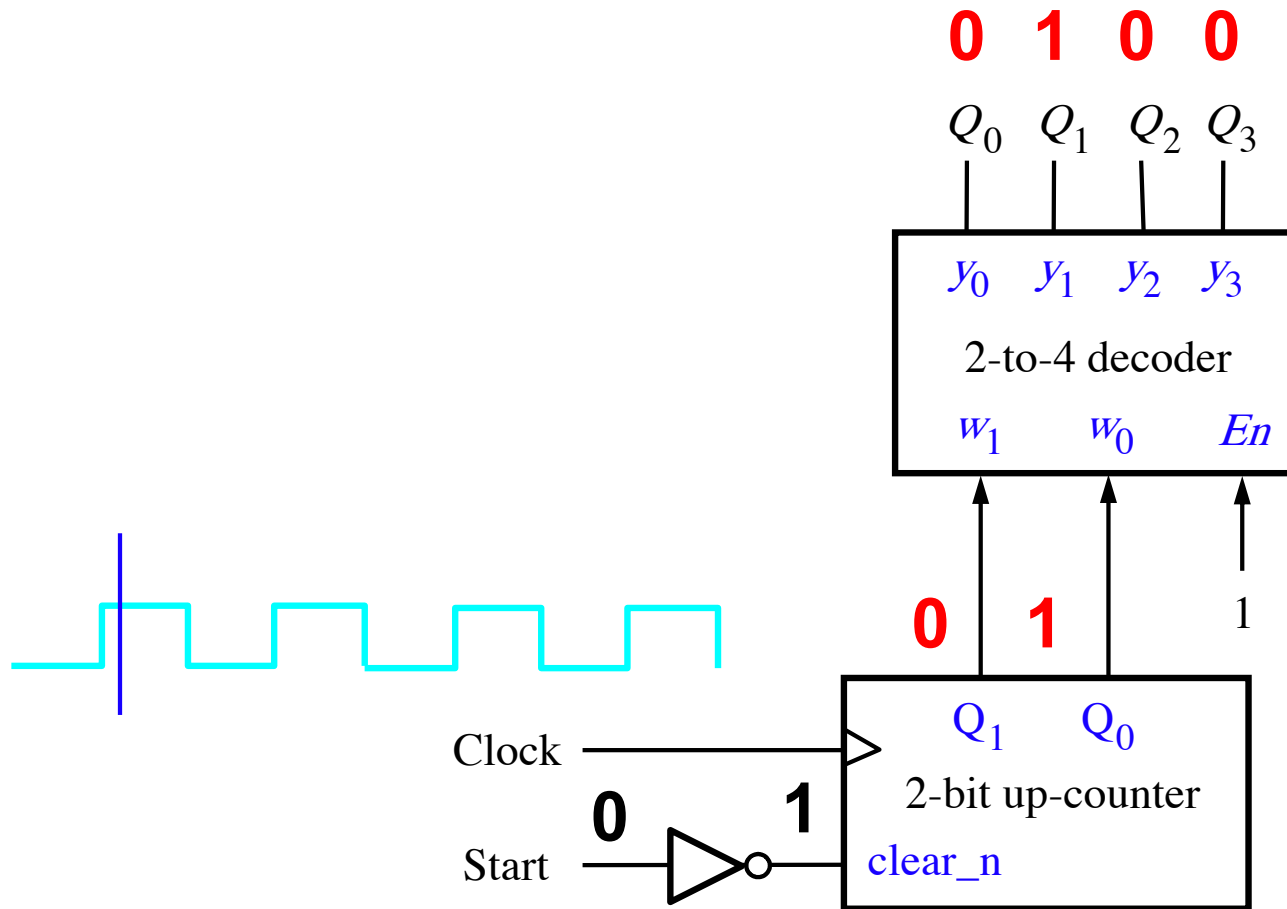 0 1 0 0
Q0 Q1 Q2 Q3
y0 y1 y2 y3
2-to-4 decoder
w1 w0 En
0 1 1
Q1 Q0
Clock
2-bit up-counter
0 1
Start clear_n